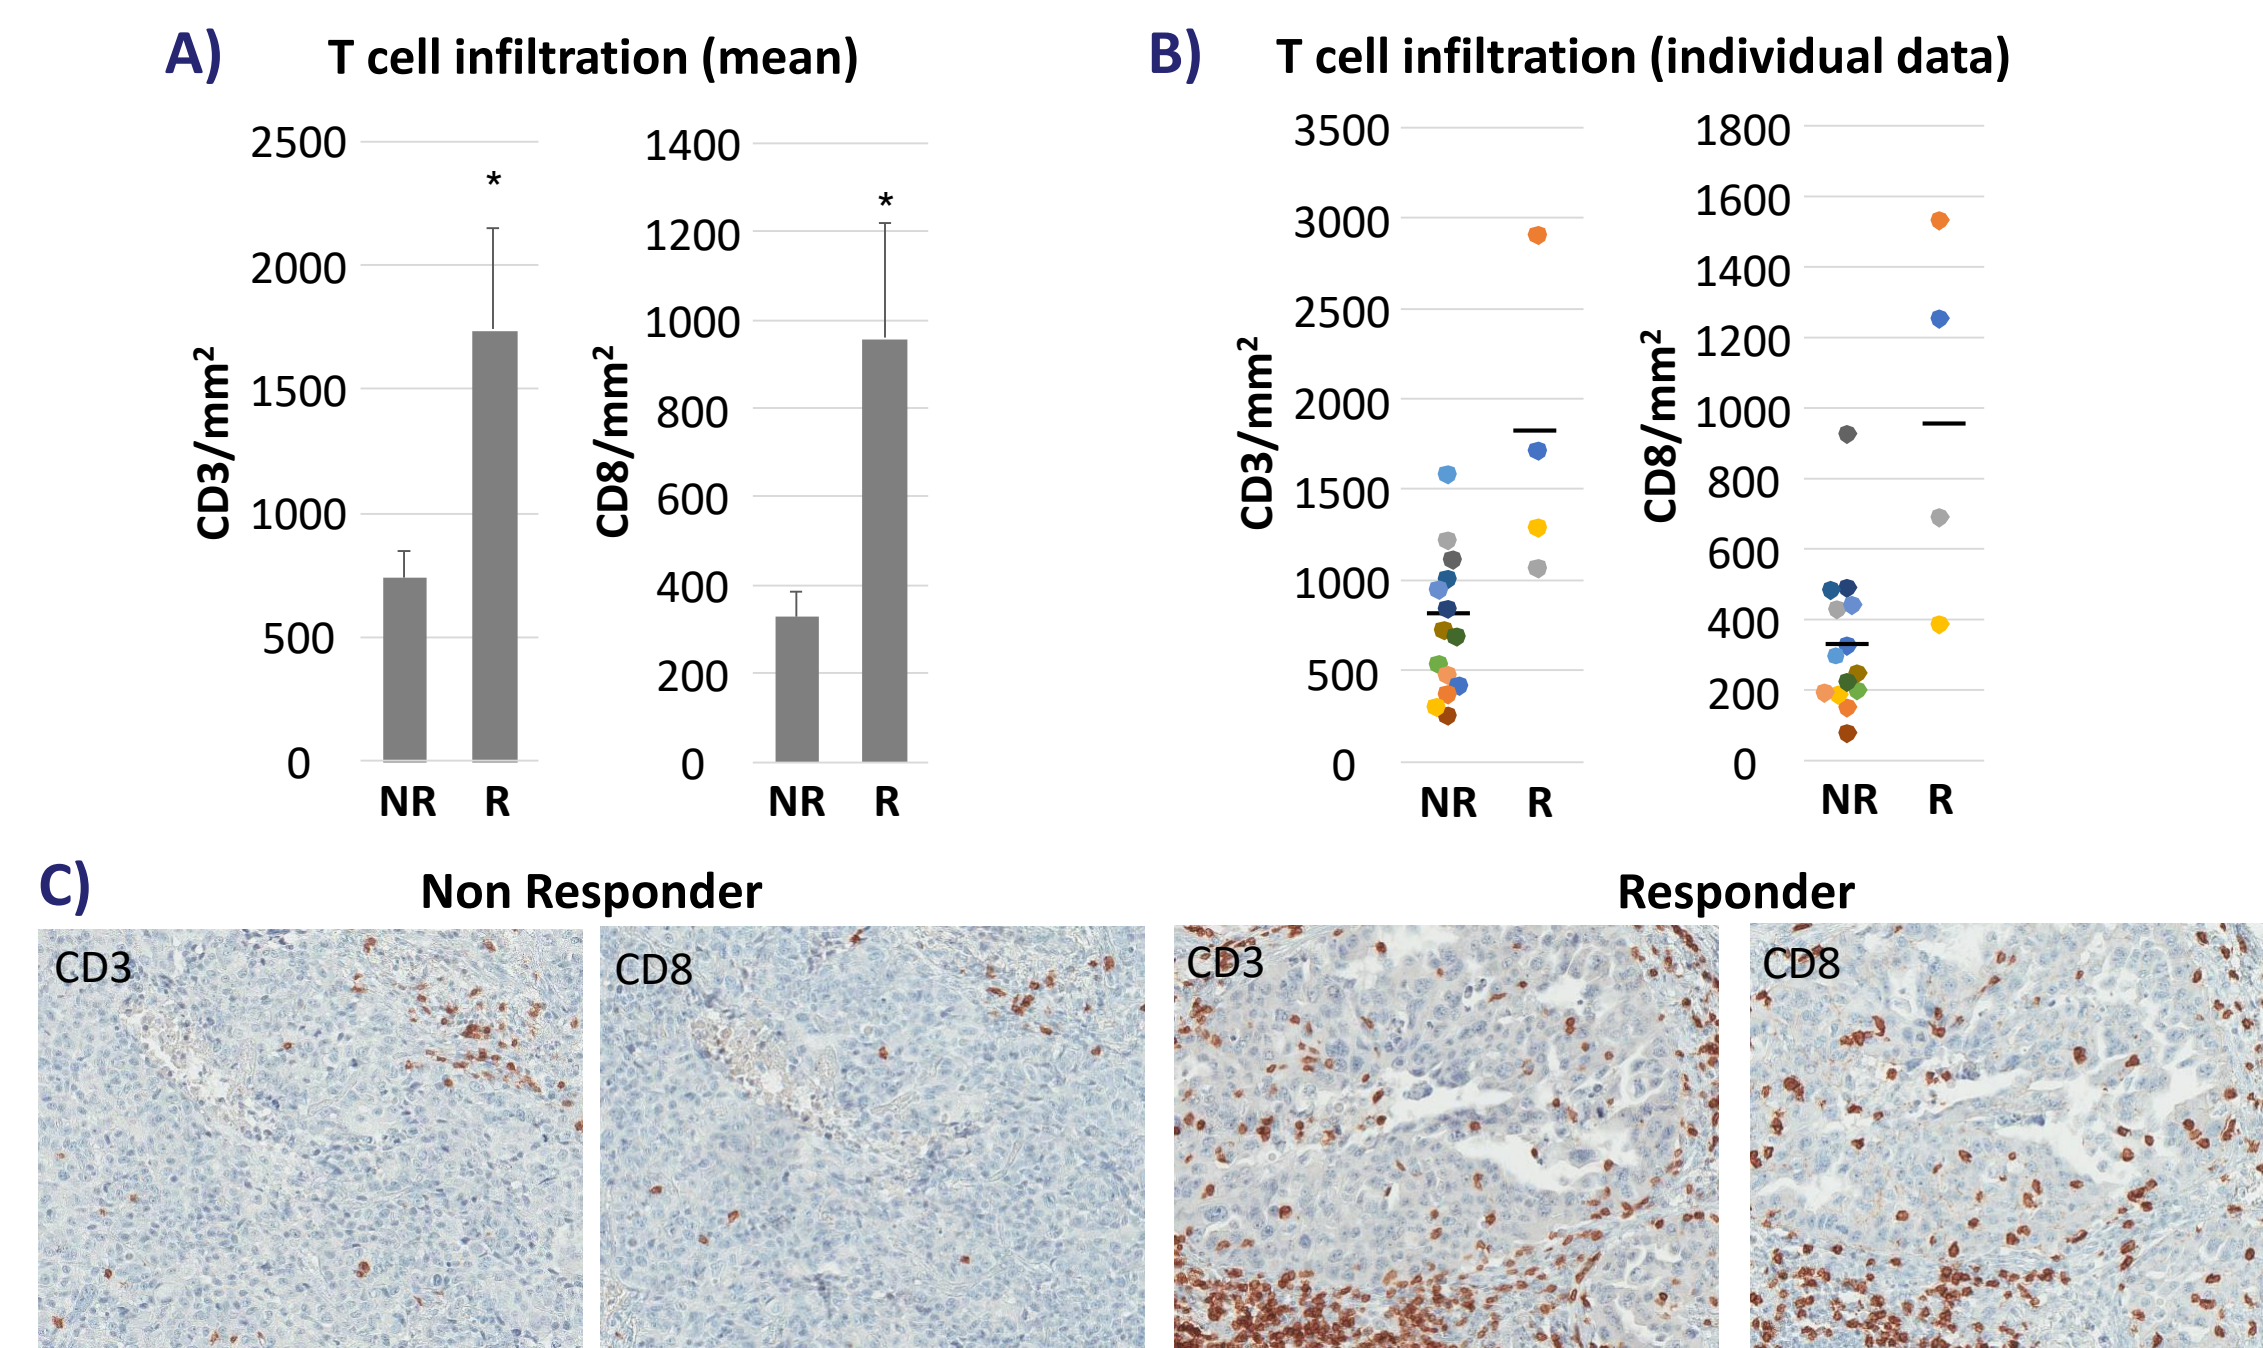 A) T cell infiltration (mean)
CD3/mm²
2500
2000
1500
1000
500
0
*
NR R
CD8/mm²
1400
1200
1000
800
600
400
200
0
*
NR R
B) T cell infiltration (individual data)
CD3/mm²
3500
3000
2500
2000
1500
1000
500
0
NR R
CD8/mm²
1800
1600
1400
1200
1000
800
600
400
200
0
NR R
C) Non Responder
Responder
CD3
CD8
CD3
CD8